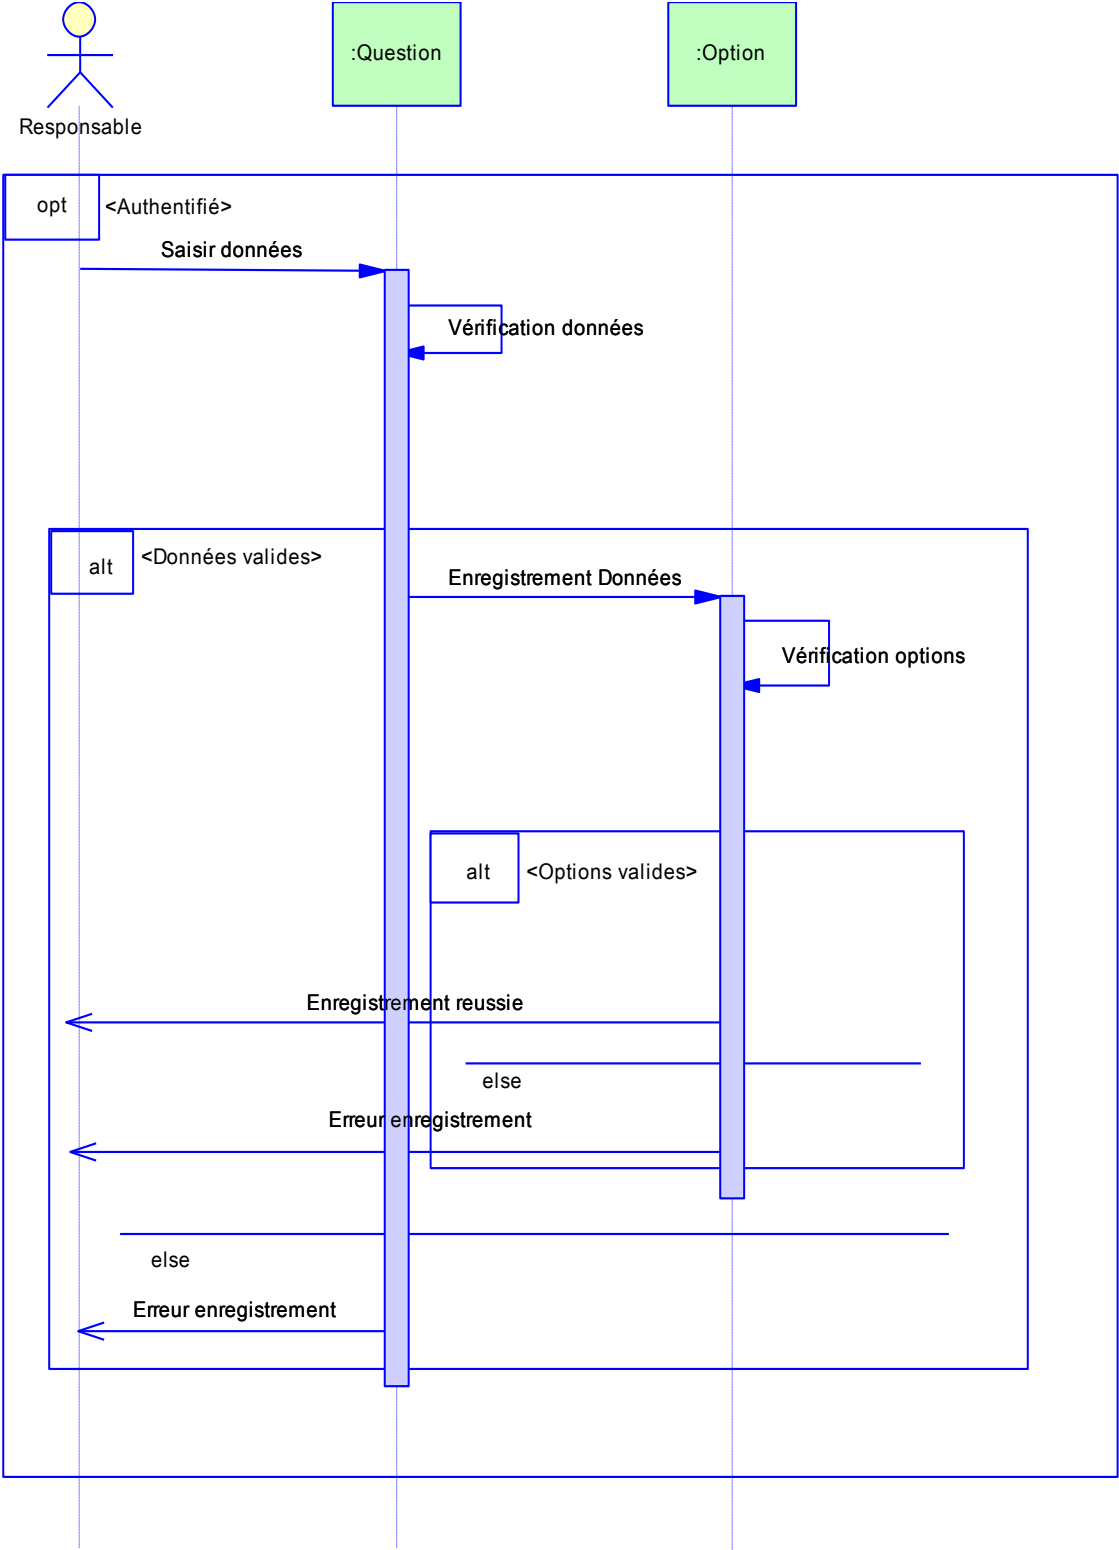 :Question
:Option
Responsable
opt
<Authentifié>
Saisir données
Vérification données
alt
<Données valides>
Enregistrement Données
Vérification options
alt
<Options valides>
Enregistrement reussie
else
Erreur enregistrement
else
Erreur enregistrement